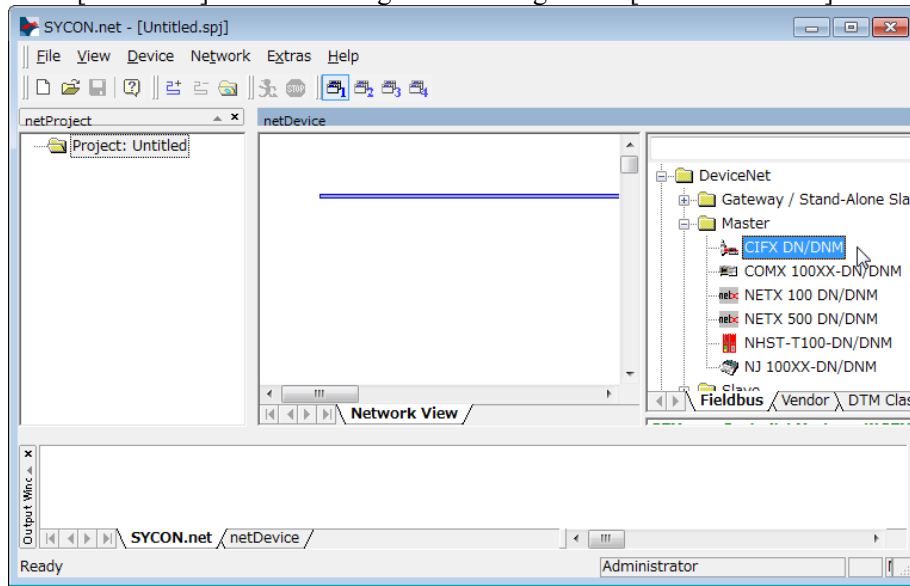 SYCON.net - [Untitled.spj]
File View Device Network Extras Help
netProject
netDevice
Project: Untitled
DeviceNet
Gateway / Stand-Alone Sla
Master
CIFX DN/DNM
COMX 100XX-DN/DNM
NETX 100 DN/DNM
NETX 500 DN/DNM
NHST-T100-DN/DNM
NJ 100XX-DN/DNM
Slave
Network View
Fieldbus Vendor DTM Clas
Output Winc
SYCON.net netDevice
Ready
Administrator